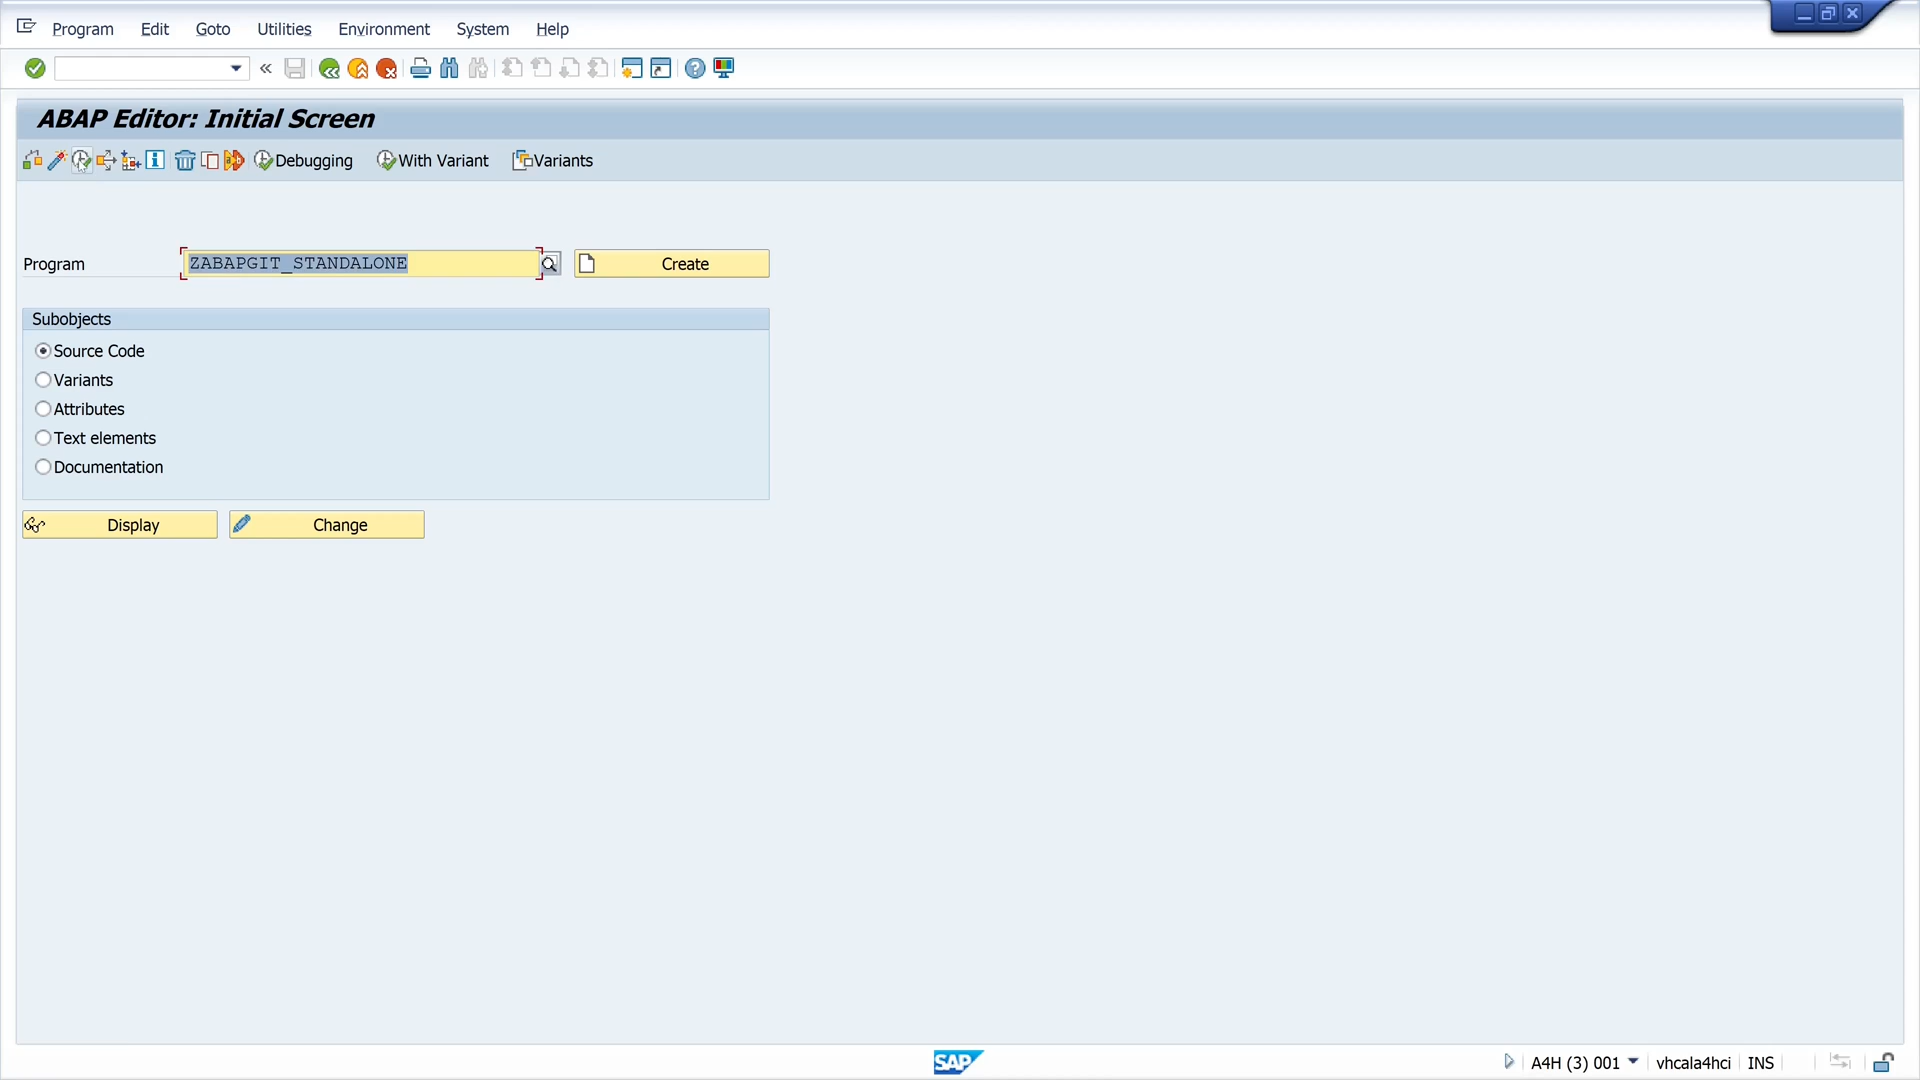 Program Edit Goto Utilities Environment System Help
ABAP Editor: Initial Screen
Debugging With Variant Variants
Program ZABAPGIT_STANDALONE Create
Subobjects
Source Code
Variants
Attributes
Text elements
Documentation
Display Change
SAP A4H (3) 001 vhcala4hci INS